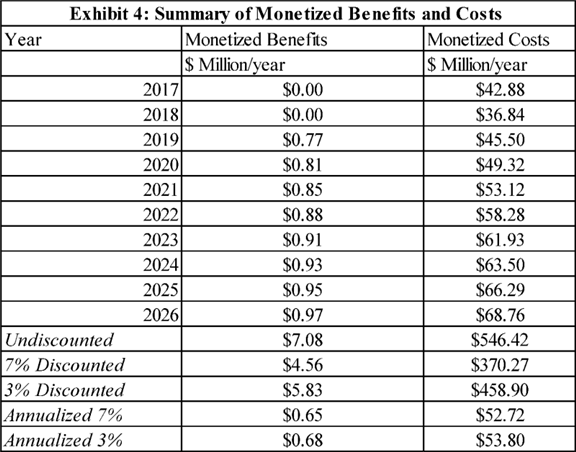 Exhibit 4: Summary of Monetized Benefits and Costs
Year Monetized Benefits Monetized Costs
$ Million/year $ Million/year
2017 $0.00 $42.88
2018 $0.00 $36.84
2019 $0.77 $45.50
2020 $0.81 $49.32
2021 $0.85 $53.12
2022 $0.88 $58.28
2023 $0.91 $61.93
2024 $0.93 $63.50
2025 $0.95 $66.29
2026 $0.97 $68.76
Undiscounted $7.08 $546.42
7% Discounted $4.56 $370.27
3% Discounted $5.83 $458.90
Annualized 7% $0.65 $52.72
Annualized 3% $0.68 $53.80